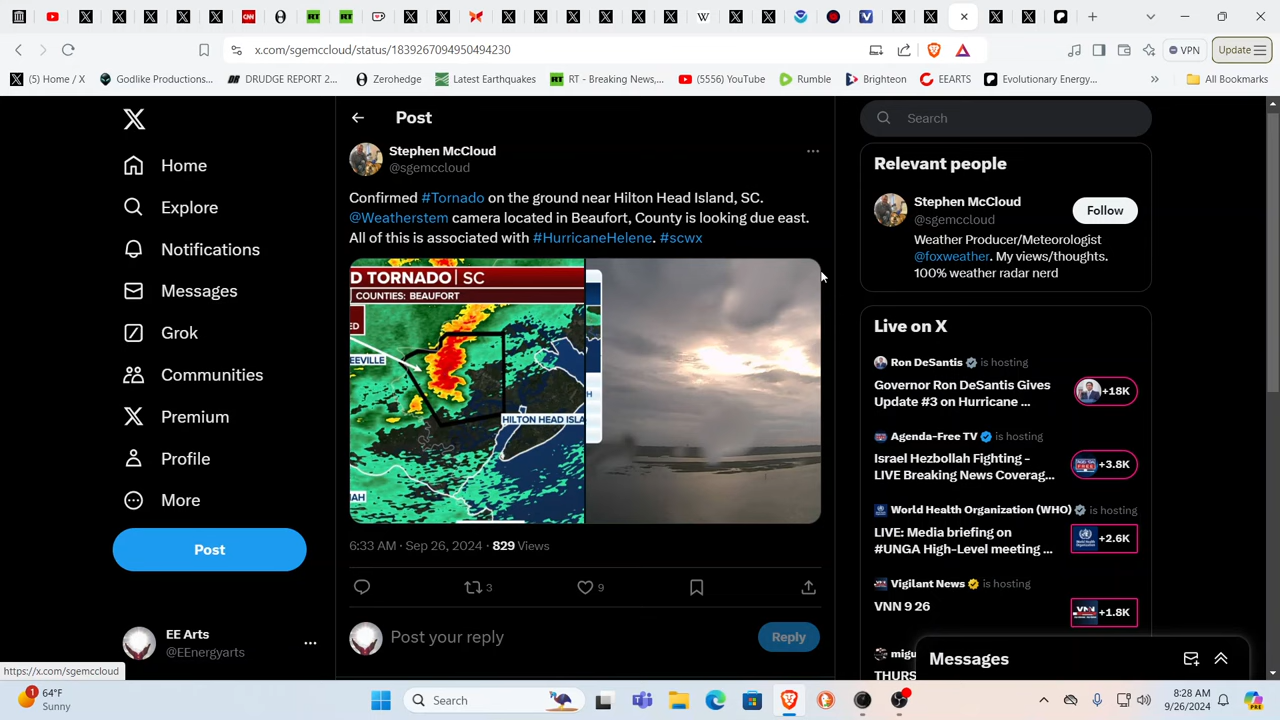 x.com/sgemccloud/status/1839267094950494230
VPN
Update
(5) Home / X
Godlike Productions...
DRUDGE REPORT 2...
Zerohedge
Latest Earthquakes
RT - Breaking News,...
(5556) YouTube
Rumble
Brighteon
EEARTS
Evolutionary Energy...
All Bookmarks
Home
Explore
Notifications
Messages
Grok
Communities
Premium
Profile
More
Post
EE Arts
@EEnergyarts
https://x.com/sgemccloud
Post
Stephen McCloud
@sgemccloud
Confirmed #Tornado on the ground near Hilton Head Island, SC.
@Weatherstem camera located in Beaufort, County is looking due east.
All of this is associated with #HurricaneHelene. #scwx
D TORNADO | SC
COUNTIES: BEAUFORT
ED
EEVILLE
HILTON HEAD ISLA
AH
H
6:33 AM · Sep 26, 2024 · 829 Views
3
9
Post your reply
Reply
Search
Relevant people
Stephen McCloud
@sgemccloud
Follow
Weather Producer/Meteorologist
@foxweather. My views/thoughts.
100% weather radar nerd
Live on X
Ron DeSantis is hosting
Governor Ron DeSantis Gives
Update #3 on Hurricane ...
+18K
Agenda-Free TV is hosting
Israel Hezbollah Fighting -
LIVE Breaking News Coverag...
+3.8K
World Health Organization (WHO) is hosting
LIVE: Media briefing on
#UNGA High-Level meeting ...
+2.6K
Vigilant News is hosting
VNN 9 26
+1.8K
migu
THURS
Messages
1
64°F
Sunny
Search
8:28 AM
9/26/2024